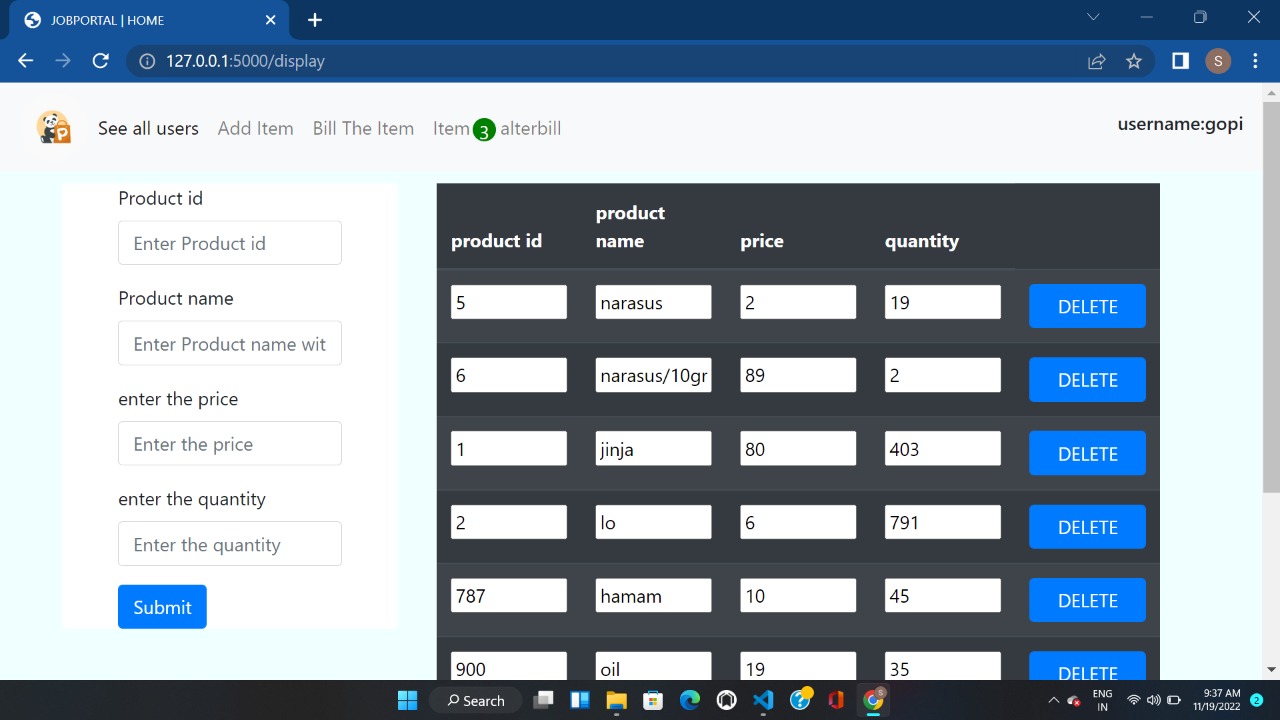 JOBPORTAL | HOME
127.0.0.1:5000/display
S
P
See all users Add Item Bill The Item Item 3 alterbill
username:gopi
Product id
Enter Product id
Product name
Enter Product name wit
enter the price
Enter the price
enter the quantity
Enter the quantity
Submit
product id product name price quantity
5 narasus 2 19 DELETE
6 narasus/10gr 89 2 DELETE
1 jinja 80 403 DELETE
2 lo 6 791 DELETE
787 hamam 10 45 DELETE
900 oil 19 35 DELETE
Search
ENG
IN
9:37 AM
11/19/2022
2